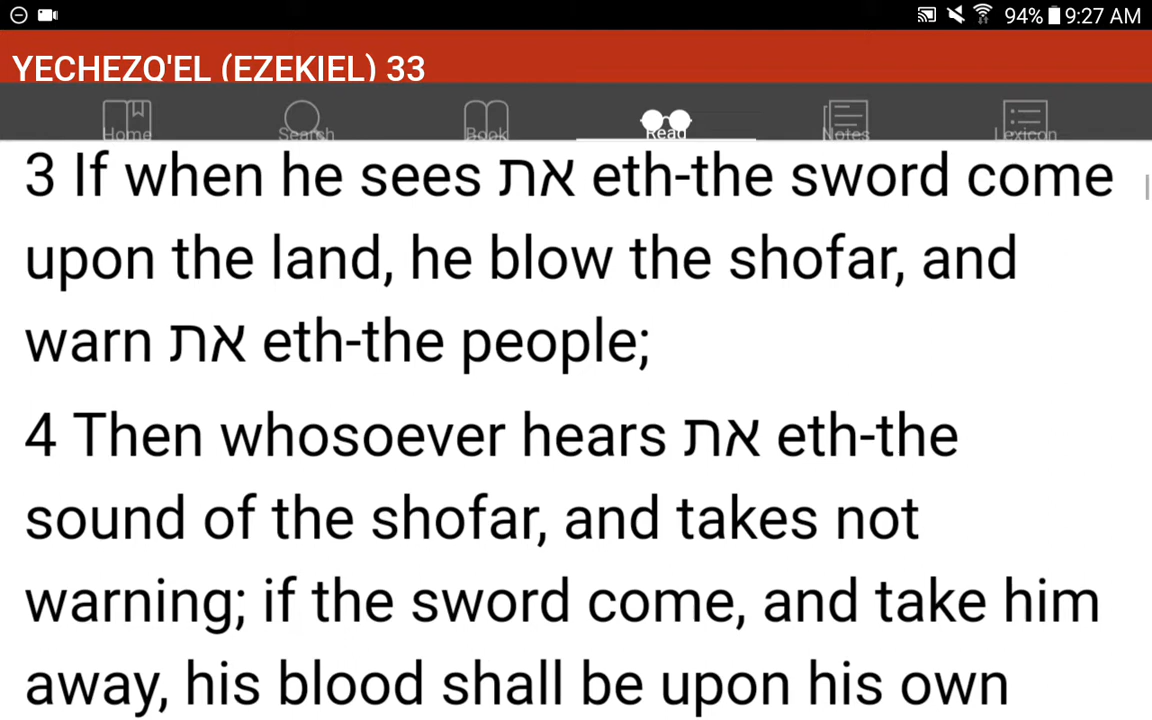 94% 9:27 AM
YECHEZQ'EL (EZEKIEL) 33
Home Search Book Read Notes Lexicon
3 If when he sees את eth-the sword come
upon the land, he blow the shofar, and
warn את eth-the people;
4 Then whosoever hears את eth-the
sound of the shofar, and takes not
warning; if the sword come, and take him
away, his blood shall be upon his own